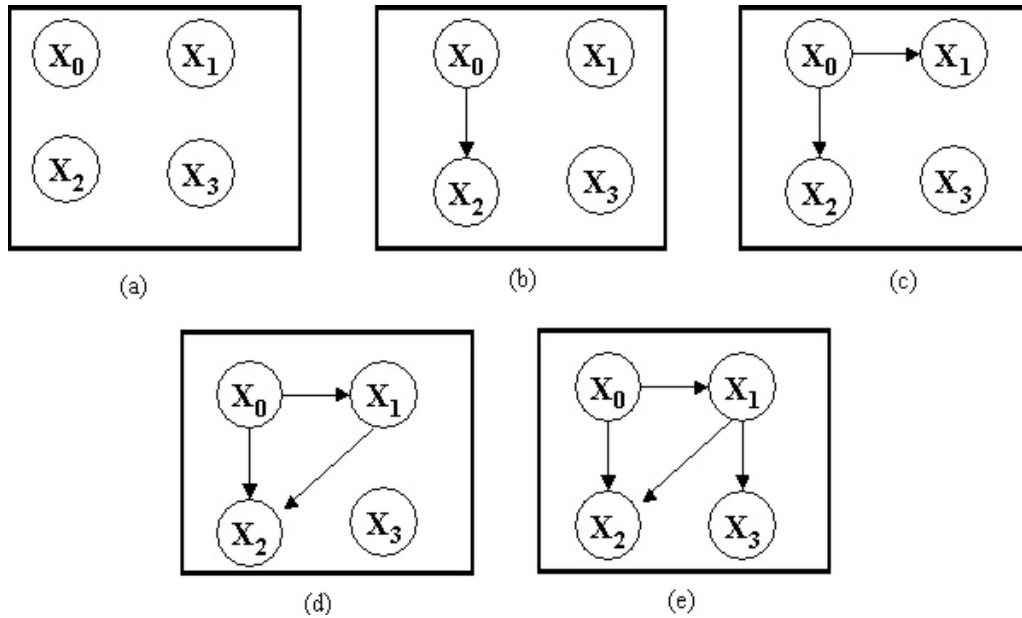 X₀ X₁ X₀ X₁ X₀ X₁
X₂ X₃ X₂ X₃ X₂ X₃
(a) (b) (c)
X₀ X₁ X₀ X₁
X₂ X₃ X₂ X₃
(d) (e)